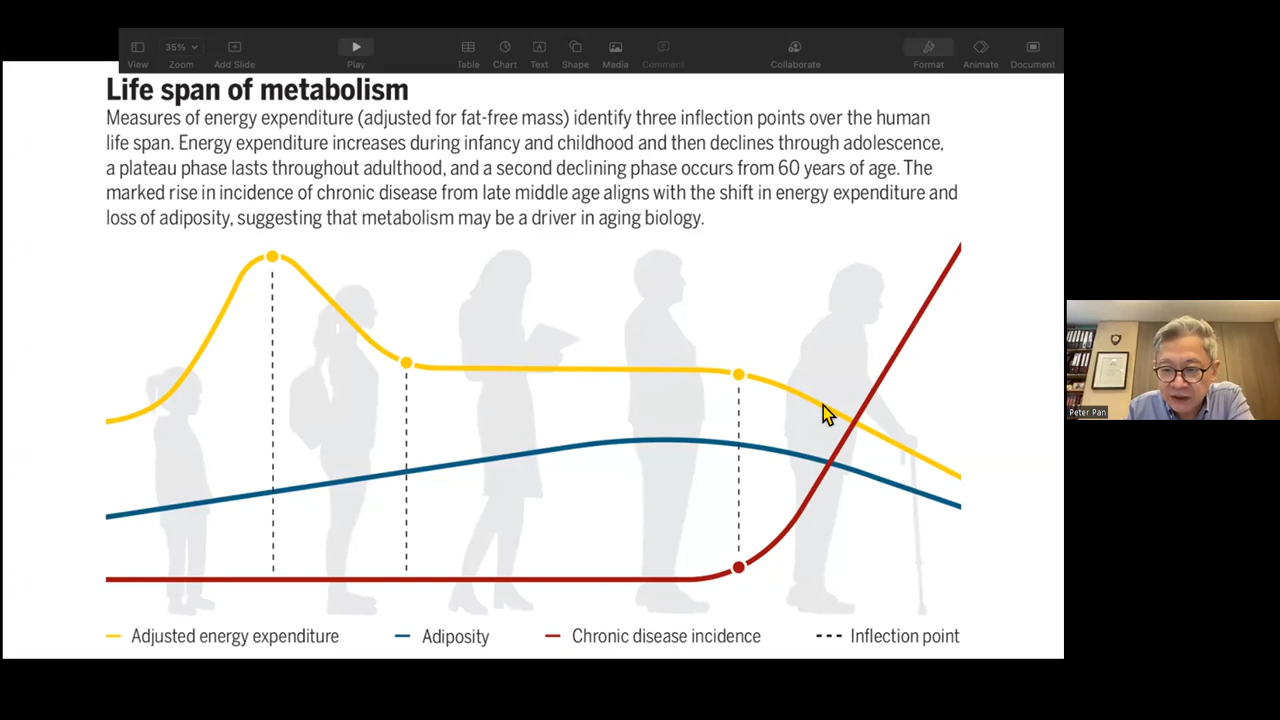 35%
View Zoom Add Slide Play Table Chart Text Shape Media Comment Collaborate Format Animate Document
Life span of metabolism
Measures of energy expenditure (adjusted for fat-free mass) identify three inflection points over the human
life span. Energy expenditure increases during infancy and childhood and then declines through adolescence,
a plateau phase lasts throughout adulthood, and a second declining phase occurs from 60 years of age. The
marked rise in incidence of chronic disease from late middle age aligns with the shift in energy expenditure and
loss of adiposity, suggesting that metabolism may be a driver in aging biology.
Adjusted energy expenditure Adiposity Chronic disease incidence Inflection point
Peter Pan